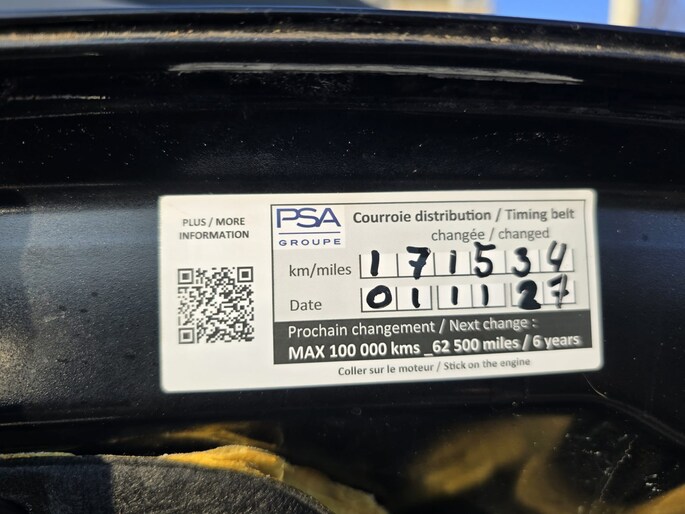 PLUS / MORE
INFORMATION
PSA
GROUPE
Courroie distribution / Timing belt
changée / changed
km/miles 171534
Date 011127
Prochain changement / Next change :
MAX 100 000 kms _62 500 miles / 6 years
Coller sur le moteur / Stick on the engine